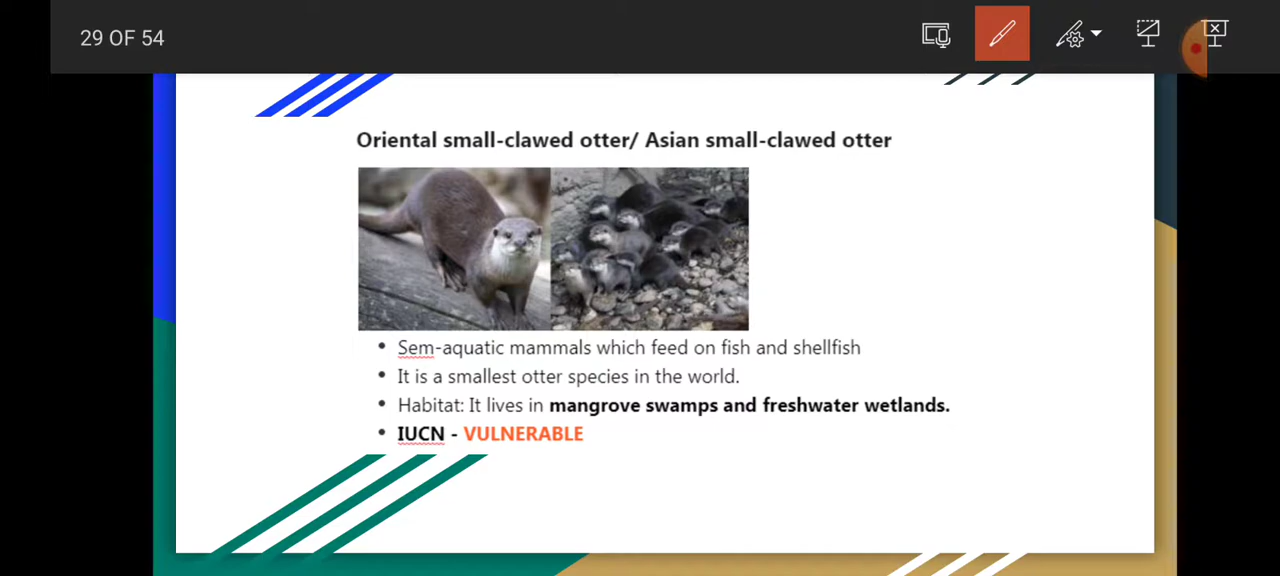 29 OF 54
Oriental small-clawed otter/ Asian small-clawed otter
• Sem-aquatic mammals which feed on fish and shellfish
• It is a smallest otter species in the world.
• Habitat: It lives in mangrove swamps and freshwater wetlands.
• IUCN - VULNERABLE